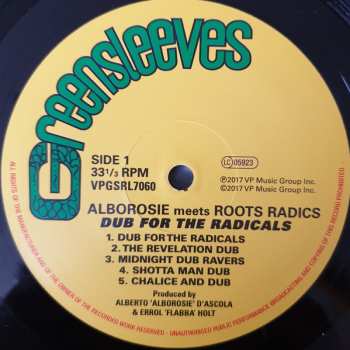 Greensleeves
SIDE 1
33⅓ RPM
VPGSRL7060
LC 05923
℗2017 VP Music Group Inc.
©2017 VP Music Group Inc.
ALBOROSIE meets ROOTS RADICS
DUB FOR THE RADICALS
1. DUB FOR THE RADICALS
2. THE REVELATION DUB
3. MIDNIGHT DUB RAVERS
4. SHOTTA MAN DUB
5. CHALICE AND DUB
Produced by
ALBERTO 'ALBOROSIE' D'ASCOLA
& ERROL 'FLABBA' HOLT
ALL RIGHTS OF THE MANUFACTURER AND OF THE OWNER OF THE RECORDED WORK RESERVED - UNAUTHORISED PUBLIC PERFORMANCE BROADCASTING AND COPYING OF THIS RECORD PROHIBITED